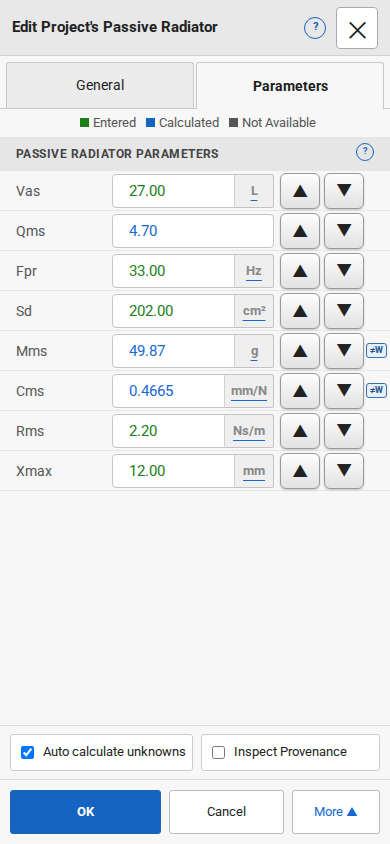 Edit Project's Passive Radiator ?
General Parameters
Entered Calculated Not Available
PASSIVE RADIATOR PARAMETERS ?
Vas 27.00 L
Qms 4.70
Fpr 33.00 Hz
Sd 202.00 cm²
Mms 49.87 g ≠W
Cms 0.4665 mm/N ≠W
Rms 2.20 Ns/m
Xmax 12.00 mm
Auto calculate unknowns Inspect Provenance
OK Cancel More